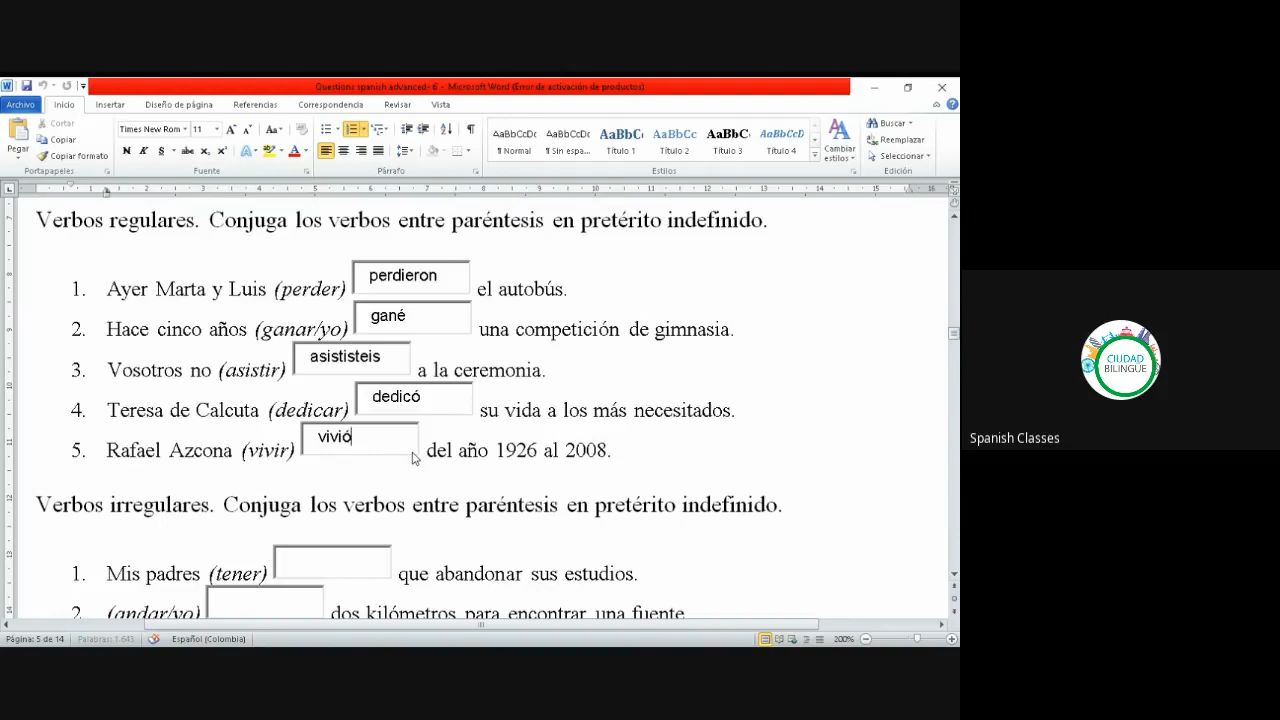 Questions spanish advanced- 6 - Microsoft Word (Error de activación de productos)
Archivo Inicio Insertar Diseño de página Referencias Correspondencia Revisar Vista
Pegar
Cortar
Copiar
Copiar formato
Portapapeles
Times New Rom 11
Fuente
Párrafo
AaBbCcDc AaBbCcDc AaBbC AaBbCc AaBbC AaBbCcD
¶ Normal ¶ Sin espa... Título 1 Título 2 Título 3 Título 4
Estilos
Cambiar estilos
Buscar
Reemplazar
Seleccionar
Edición
Verbos regulares. Conjuga los verbos entre paréntesis en pretérito indefinido.
1. Ayer Marta y Luis (perder) perdieron el autobús.
2. Hace cinco años (ganar/yo) gané una competición de gimnasia.
3. Vosotros no (asistir) asististeis a la ceremonia.
4. Teresa de Calcuta (dedicar) dedicó su vida a los más necesitados.
5. Rafael Azcona (vivir) vivió del año 1926 al 2008.
Verbos irregulares. Conjuga los verbos entre paréntesis en pretérito indefinido.
1. Mis padres (tener) que abandonar sus estudios.
2. (andar/yo) dos kilómetros para encontrar una fuente
Página: 5 de 14 Palabras: 1.643 Español (Colombia) 200%
CIUDAD
BILINGÜE
Spanish Classes